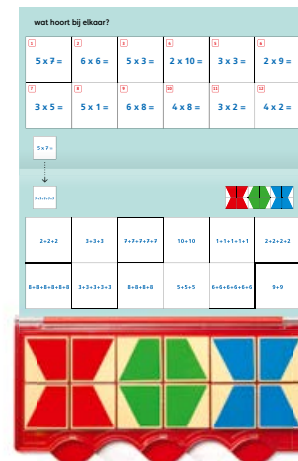 wat hoort bij elkaar?
1 2 3 4 5 6
5 x 7 = 6 x 6 = 5 x 3 = 2 x 10 = 3 x 3 = 2 x 9 =
7 8 9 10 11 12
3 x 5 = 5 x 1 = 6 x 8 = 4 x 8 = 3 x 2 = 4 x 2 =
5 x 7 =
2+2+2 3+3+3 7+7+7+7+7 10+10 1+1+1+1+1 2+2+2+2
8+8+8+8+8+8 3+3+3+3+3 8+8+8+8 5+5+5 6+6+6+6+6+6 9+9